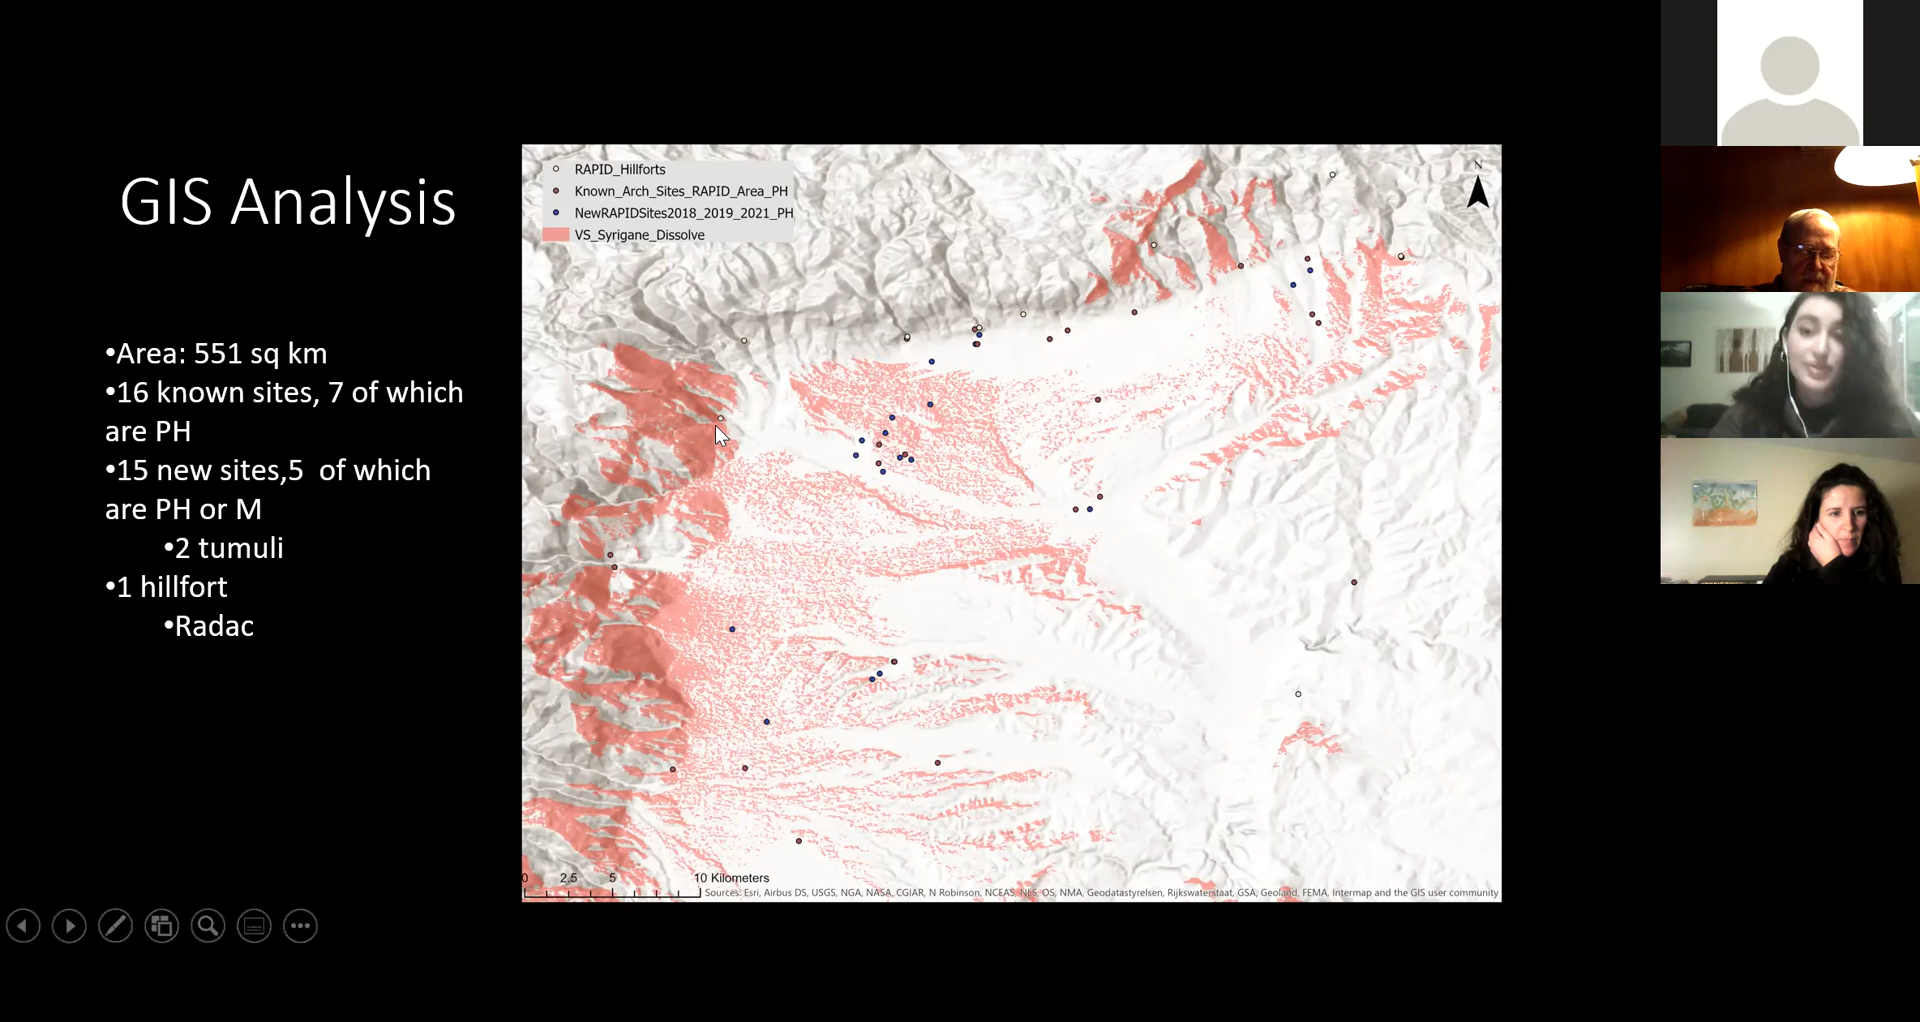 GIS Analysis
•Area: 551 sq km
•16 known sites, 7 of which
are PH
•15 new sites,5  of which
are PH or M
•2 tumuli
•1 hillfort
•Radac
RAPID_Hillforts
Known_Arch_Sites_RAPID_Area_PH
NewRAPIDSites2018_2019_2021_PH
VS_Syrigane_Dissolve
N
0 2,5 5 10 Kilometers
Sources: Esri, Airbus DS, USGS, NGA, NASA, CGIAR, N Robinson, NCEAS, NLS, OS, NMA, Geodatastyrelsen, Rijkswaterstaat, GSA, Geoland, FEMA, Intermap and the GIS user community